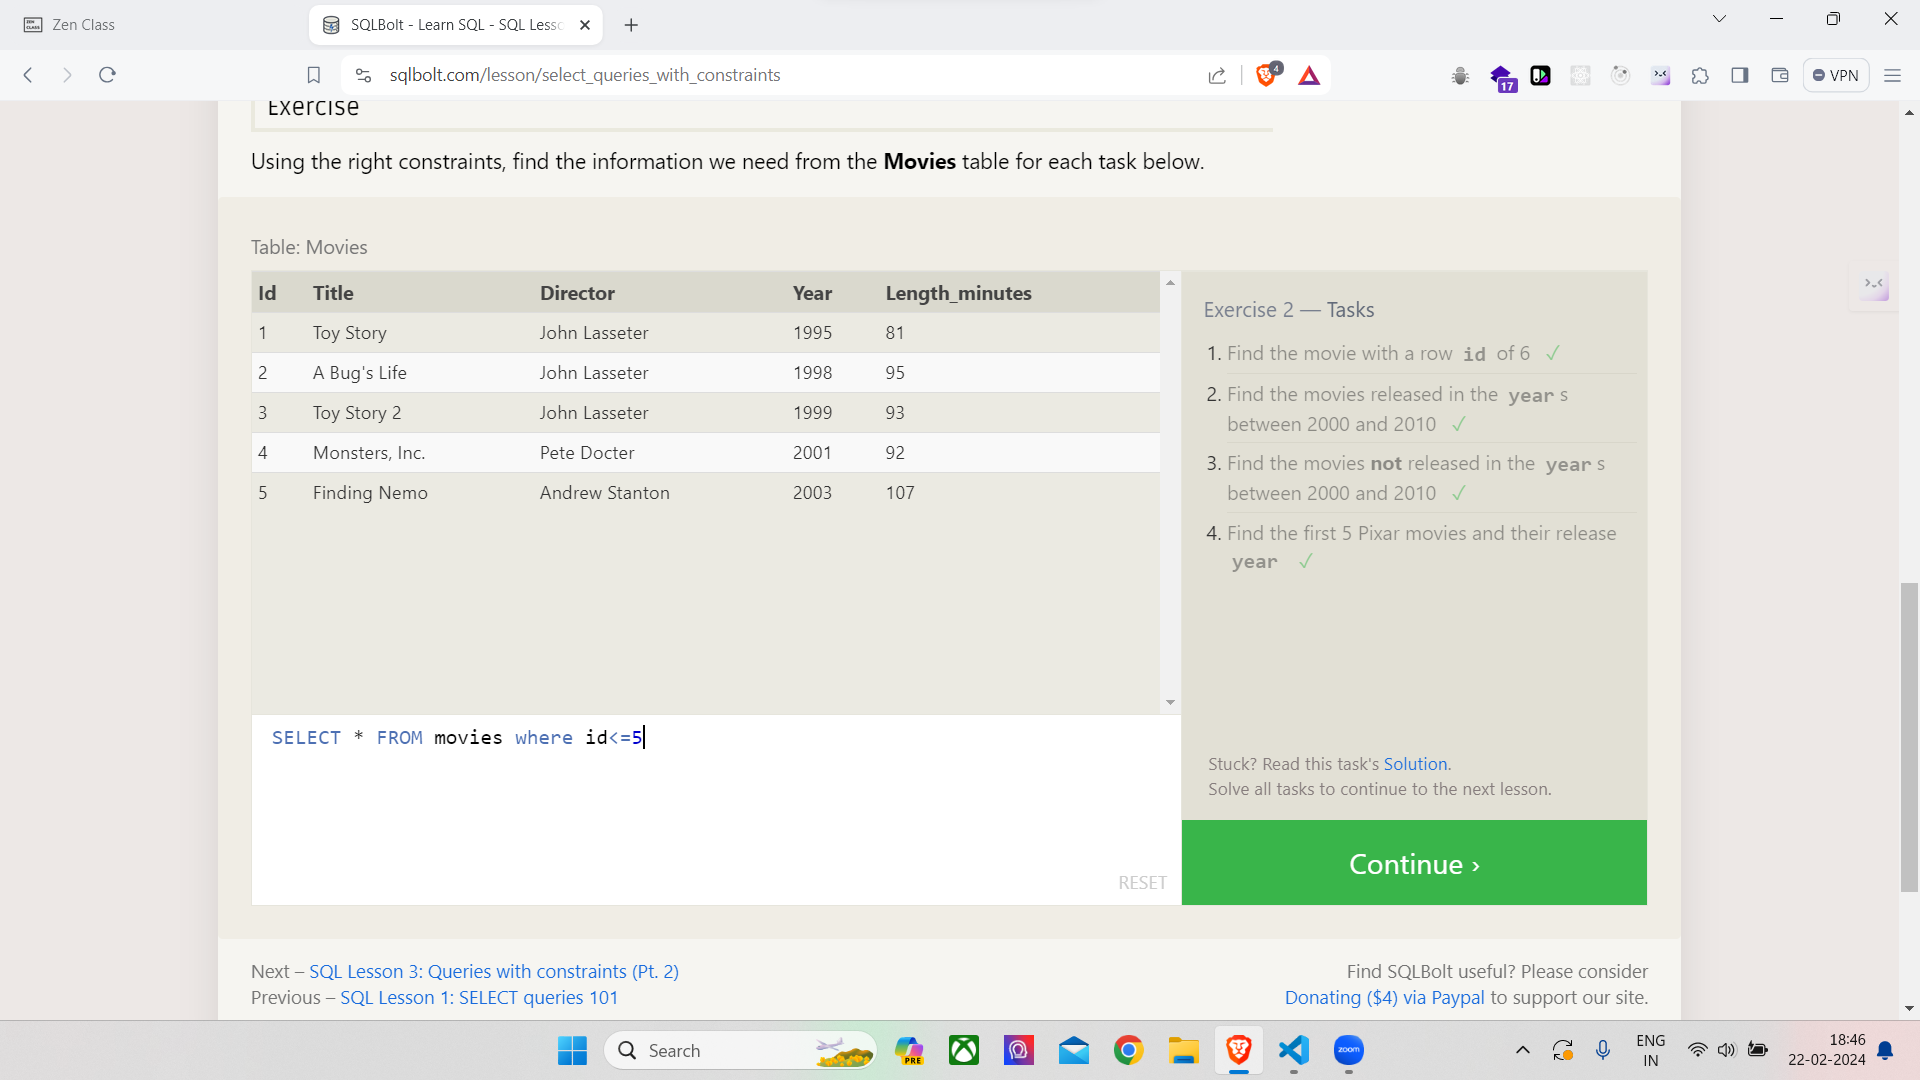 Zen Class
SQLBolt - Learn SQL - SQL Lesso
sqlbolt.com/lesson/select_queries_with_constraints
4
17
VPN
Exercise
Using the right constraints, find the information we need from the Movies table for each task below.
Table: Movies
Id Title Director Year Length_minutes
1 Toy Story John Lasseter 1995 81
2 A Bug's Life John Lasseter 1998 95
3 Toy Story 2 John Lasseter 1999 93
4 Monsters, Inc. Pete Docter 2001 92
5 Finding Nemo Andrew Stanton 2003 107
SELECT * FROM movies where id<=5
RESET
Exercise 2 — Tasks
1. Find the movie with a row id of 6 ✓
2. Find the movies released in the year s
between 2000 and 2010 ✓
3. Find the movies not released in the year s
between 2000 and 2010 ✓
4. Find the first 5 Pixar movies and their release
year ✓
Stuck? Read this task's Solution.
Solve all tasks to continue to the next lesson.
Continue ›
Next – SQL Lesson 3: Queries with constraints (Pt. 2)
Previous – SQL Lesson 1: SELECT queries 101
Find SQLBolt useful? Please consider
Donating ($4) via Paypal to support our site.
Search
PRE
zoom
ENG
IN
18:46
22-02-2024